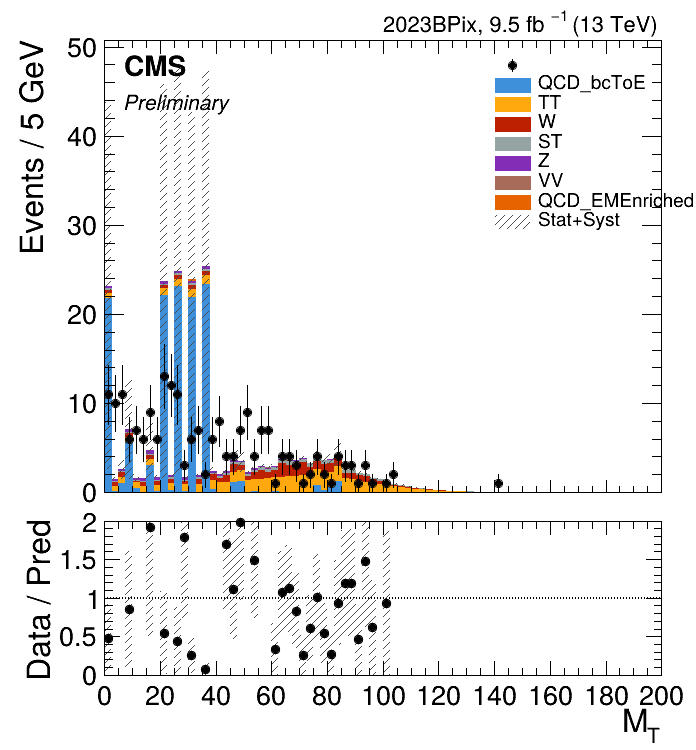 2023BPix, 9.5 fb⁻¹ (13 TeV)
CMS
Preliminary
QCD_bcToE
TT
W
ST
Z
VV
QCD_EMEnriched
Stat+Syst
Events / 5 GeV
50
40
30
20
10
0
Data / Pred
2
1.5
1
0.5
0
0 20 40 60 80 100 120 140 160 180 200
M_T